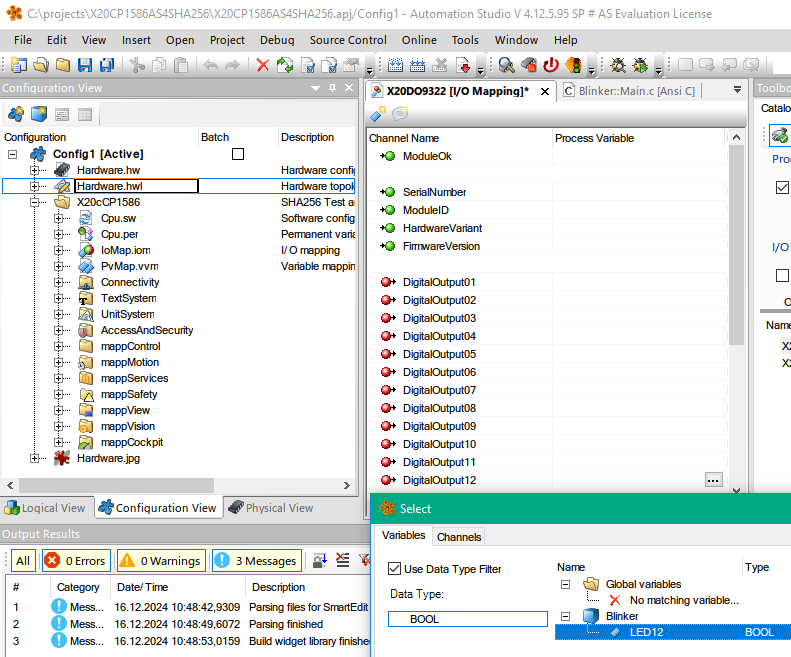 C:\projects\X20CP1586AS4SHA256\X20CP1586AS4SHA256.apj/Config1 - Automation Studio V 4.12.5.95 SP # AS Evaluation License
File Edit View Insert Open Project Debug Source Control Online Tools Window Help
Configuration View
Configuration Batch Description
Config1 [Active]
Hardware.hw Hardware confi
Hardware.hwl Hardware topol
X20cCP1586 SHA256 Test a
Cpu.sw Software config
Cpu.per Permanent varia
IoMap.iom I/O mapping
PvMap.vvm Variable mappin
Connectivity
TextSystem
UnitSystem
AccessAndSecurity
mappControl
mappMotion
mappServices
mappSafety
mappView
mappVision
mappCockpit
Hardware.jpg
Logical View Configuration View Physical View
X20DO9322 [I/O Mapping]* Blinker::Main.c [Ansi C]
Channel Name Process Variable
ModuleOk
SerialNumber
ModuleID
HardwareVariant
FirmwareVersion
DigitalOutput01
DigitalOutput02
DigitalOutput03
DigitalOutput04
DigitalOutput05
DigitalOutput06
DigitalOutput07
DigitalOutput08
DigitalOutput09
DigitalOutput10
DigitalOutput11
DigitalOutput12 ...
Toolbo
Catalo
Pro
I/O
Name
X2
X2
Output Results
All 0 Errors 0 Warnings 3 Messages
# Category Date/Time Description
1 Mess... 16.12.2024 10:48:42,9309 Parsing files for SmartEdit
2 Mess... 16.12.2024 10:48:49,6072 Parsing finished
3 Mess... 16.12.2024 10:48:53,0159 Build widget library finishe
Select
Variables Channels
Use Data Type Filter
Data Type:
BOOL
Name Type
Global variables
No matching variable...
Blinker
LED12 BOOL